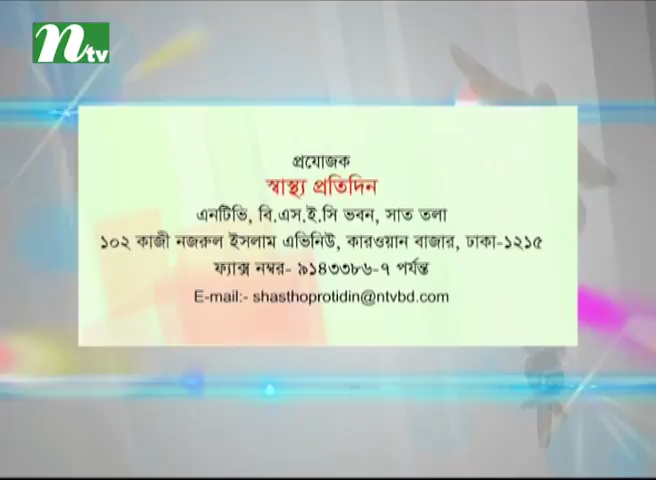 ntv
প্রযোজক
স্বাস্থ্য প্রতিদিন
এনটিভি, বি.এস.ই.সি ভবন, সাত তলা
১০২ কাজী নজরুল ইসলাম এভিনিউ, কারওয়ান বাজার, ঢাকা-১২১৫
ফ্যাক্স নম্বর- ৯১৪৩৩৮৬-৭ পর্যন্ত
E-mail:- shasthoprotidin@ntvbd.com